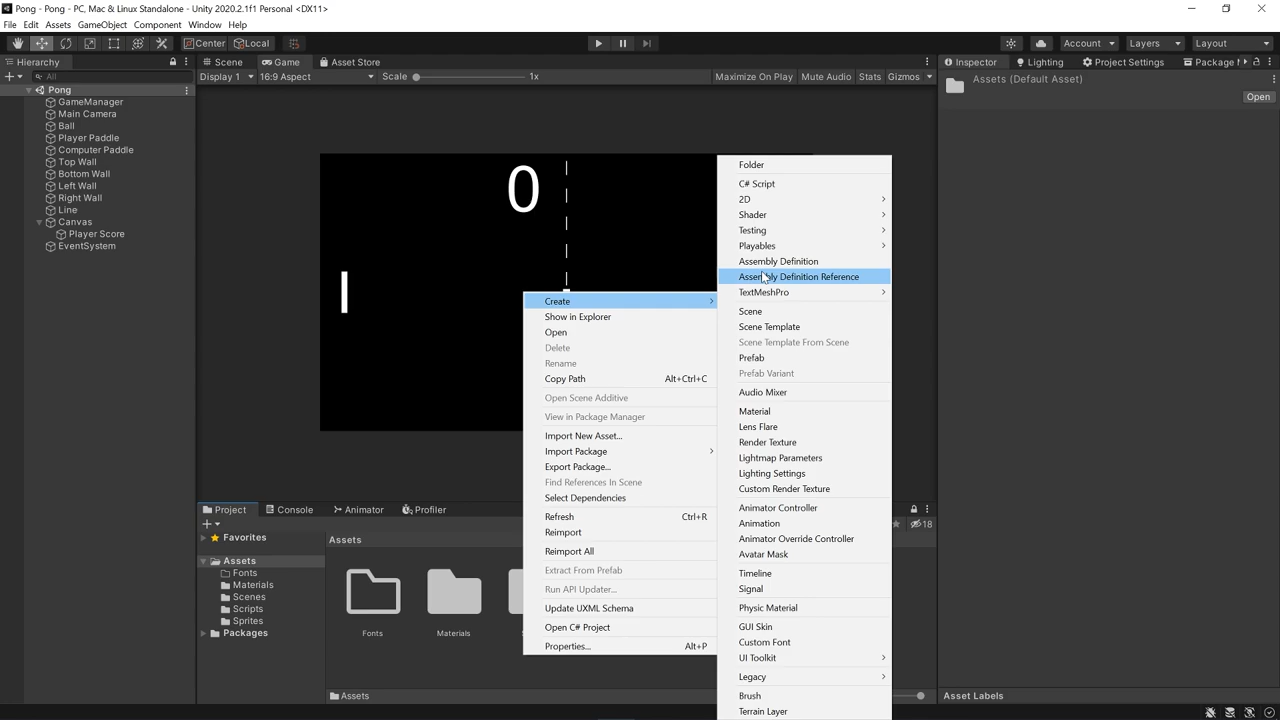 Pong - Pong - PC, Mac & Linux Standalone - Unity 2020.2.1f1 Personal <DX11>
File Edit Assets GameObject Component Window Help
Center Local Account Layers Layout
Hierarchy
All
Pong
GameManager
Main Camera
Ball
Player Paddle
Computer Paddle
Top Wall
Bottom Wall
Left Wall
Right Wall
Line
Canvas
Player Score
EventSystem
Scene Game Asset Store
Display 1 16:9 Aspect Scale 1x Maximize On Play Mute Audio Stats Gizmos
0
Create
Show in Explorer
Open
Delete
Rename
Copy Path Alt+Ctrl+C
Open Scene Additive
View in Package Manager
Import New Asset...
Import Package
Export Package...
Find References In Scene
Select Dependencies
Refresh Ctrl+R
Reimport
Reimport All
Extract From Prefab
Run API Updater...
Update UXML Schema
Open C# Project
Properties... Alt+P
Folder
C# Script
2D
Shader
Testing
Playables
Assembly Definition
Assembly Definition Reference
TextMeshPro
Scene
Scene Template
Scene Template From Scene
Prefab
Prefab Variant
Audio Mixer
Material
Lens Flare
Render Texture
Lightmap Parameters
Lighting Settings
Custom Render Texture
Animator Controller
Animation
Animator Override Controller
Avatar Mask
Timeline
Signal
Physic Material
GUI Skin
Custom Font
UI Toolkit
Legacy
Brush
Terrain Layer
Project Console Animator Profiler
18
Favorites
Assets
Fonts
Materials
Scenes
Scripts
Sprites
Packages
Assets
Fonts Materials
Assets
Inspector Lighting Project Settings Package
Assets (Default Asset)
Open
Asset Labels